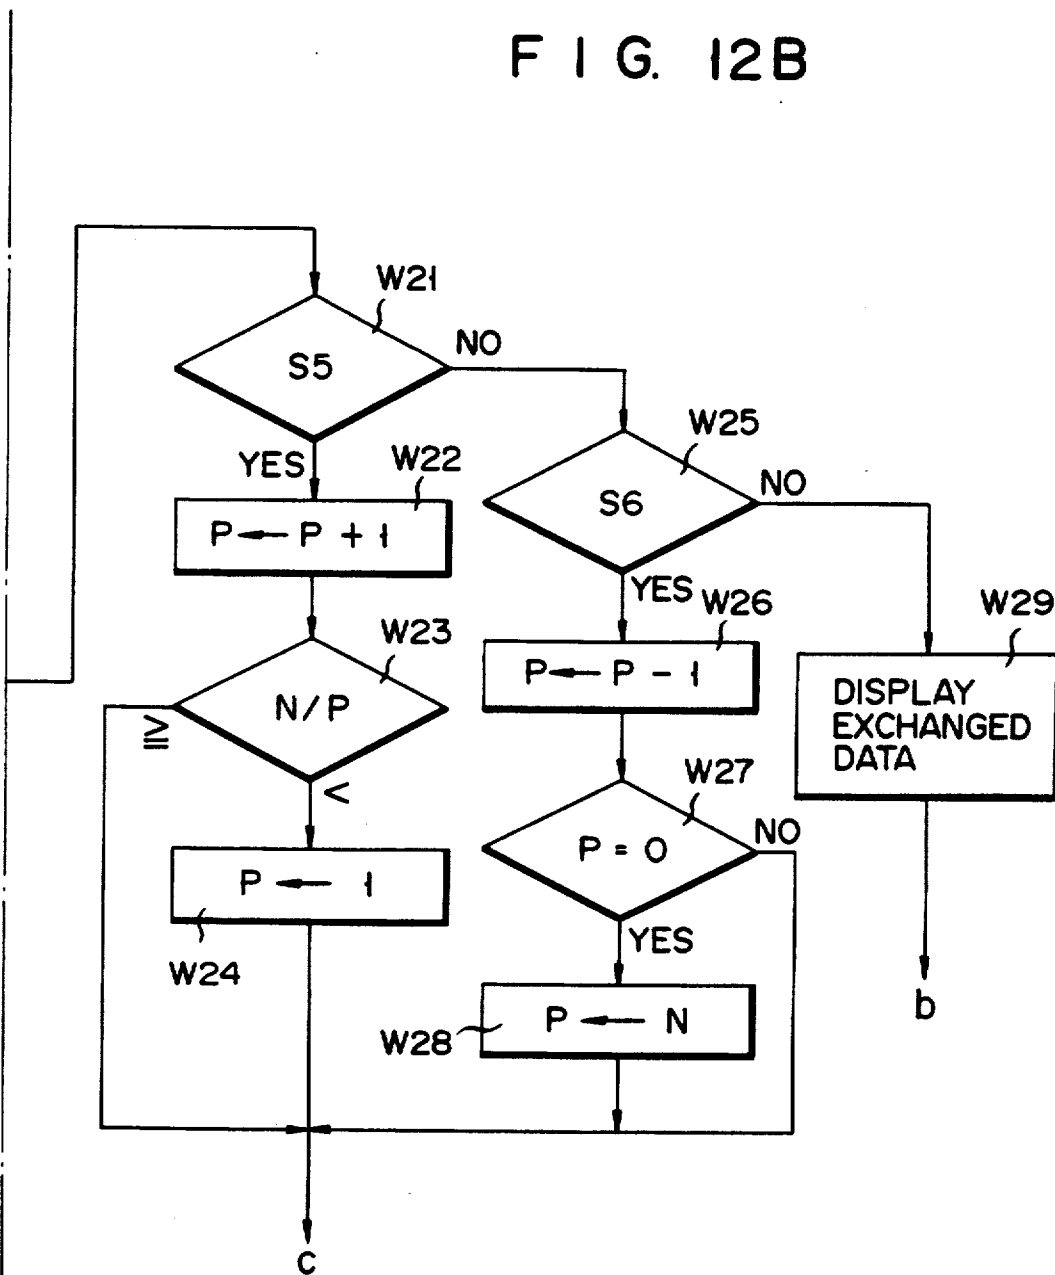 FIG. 12B
W21
S5
NO
YES
W22
P ← P + 1
W23
N/P
≧
<
P ← 1
W24
W25
S6
NO
YES
W26
P ← P - 1
W27
P = 0
NO
YES
P ← N
W28
W29
DISPLAY
EXCHANGED
DATA
b
c